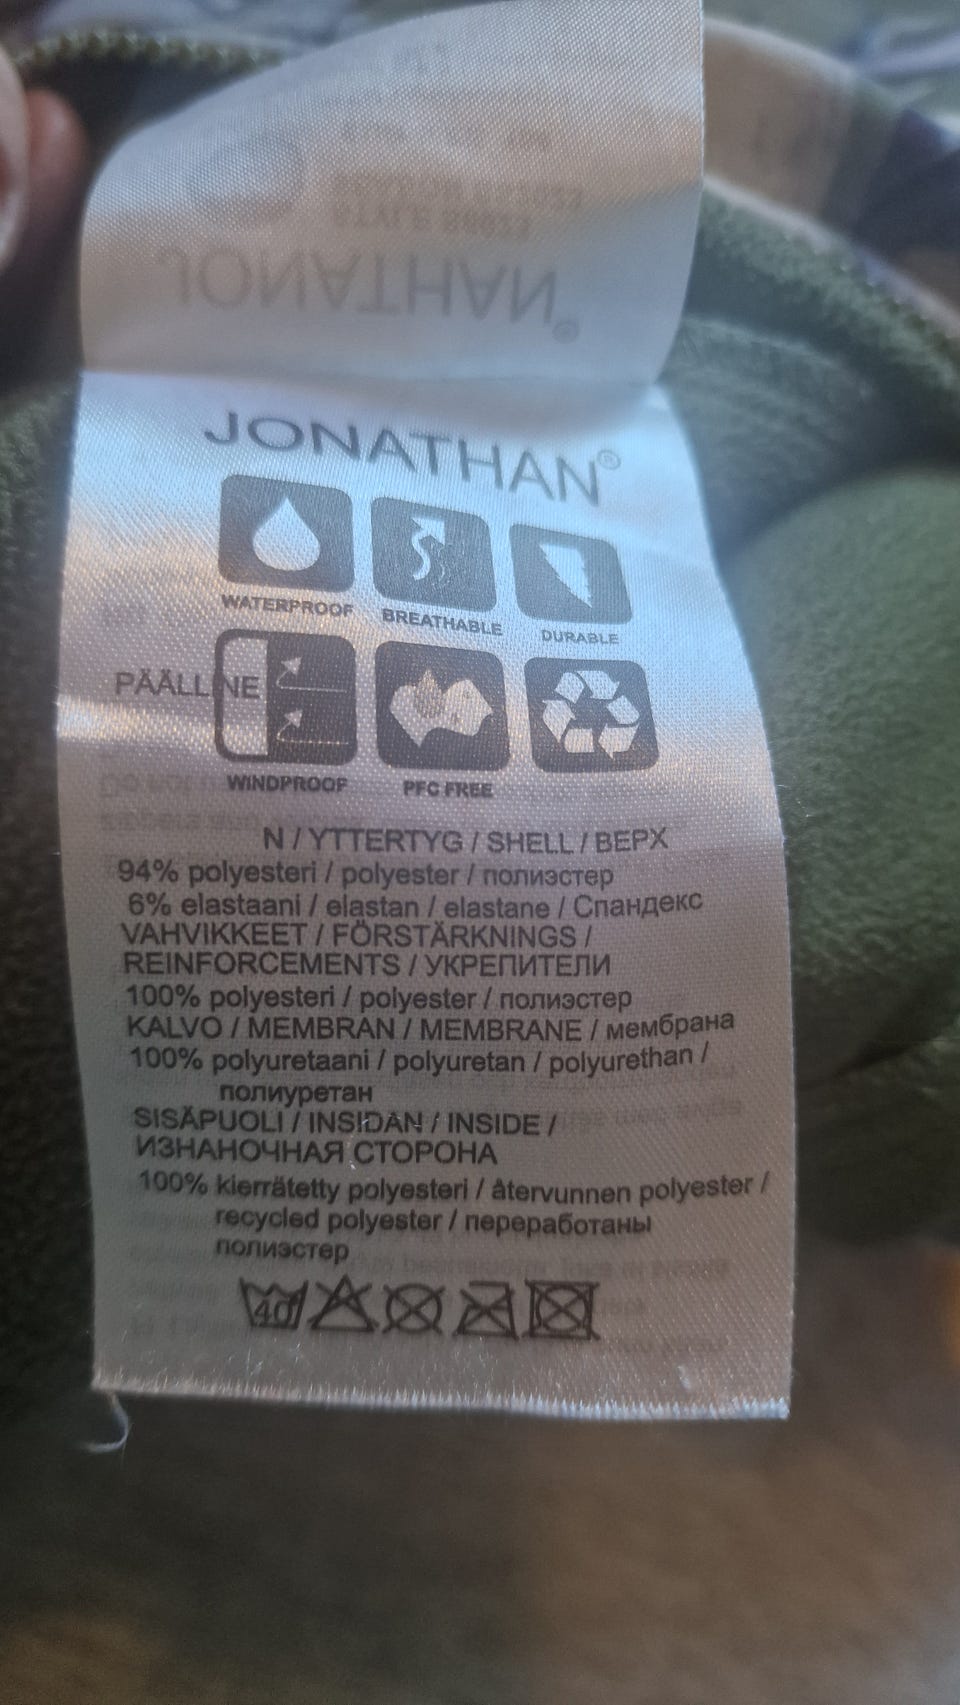 JONATHAN®
JONATHAN®
WATERPROOF BREATHABLE DURABLE
PÄÄLLINE
WINDPROOF PFC FREE
N / YTTERTYG / SHELL / ВЕРХ
94% polyesteri / polyester / полиэстер
6% elastaani / elastan / elastane / Спандекс
VAHVIKKEET / FÖRSTÄRKNINGS /
REINFORCEMENTS / УКРЕПИТЕЛИ
100% polyesteri / polyester / полиэстер
KALVO / MEMBRAN / MEMBRANE / мембрана
100% polyuretaani / polyuretan / polyurethan /
полиуретан
SISÄPUOLI / INSIDAN / INSIDE /
ИЗНАНОЧНАЯ СТОРОНА
100% kierrätetty polyesteri / återvunnen polyester /
recycled polyester / переработаны
полиэстер
40